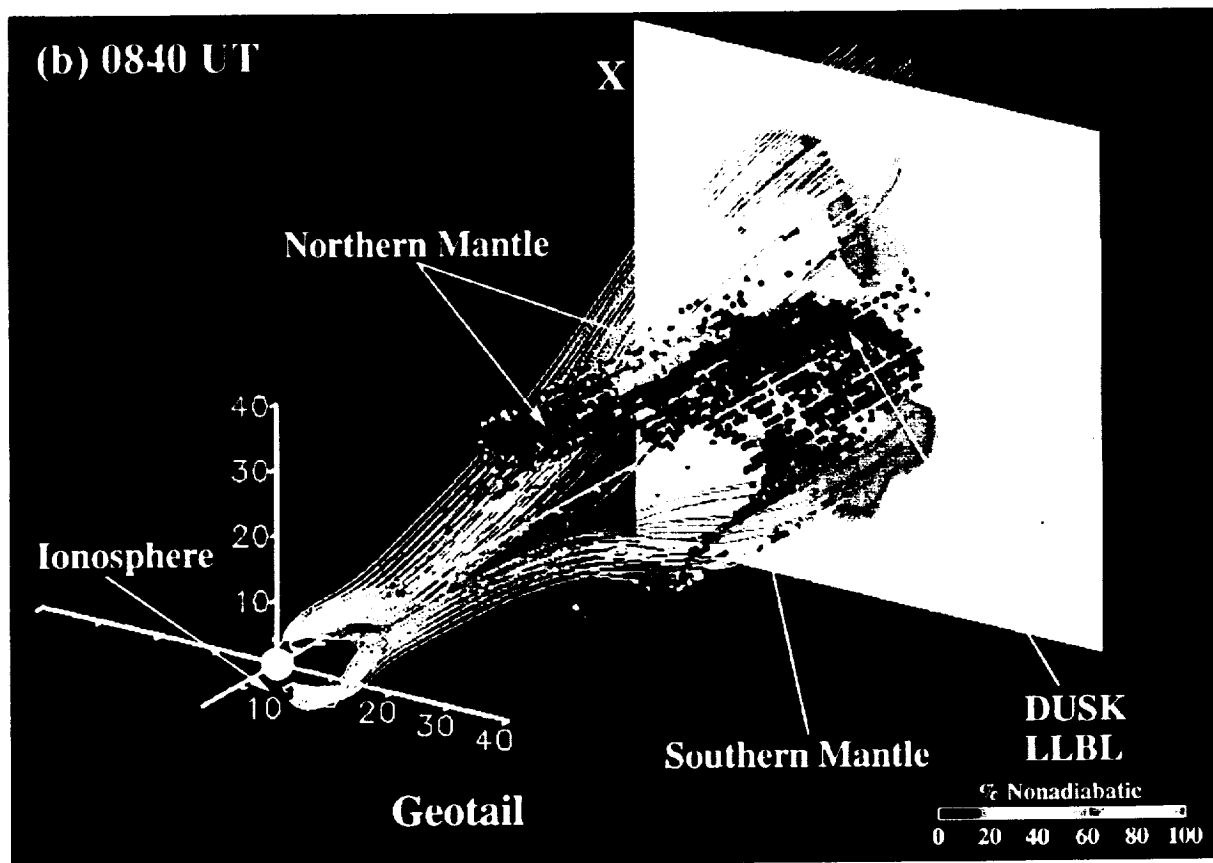 (b) 0840 UT
X
Northern Mantle
40
30
20
10
Ionosphere
10 20 30 40
Southern Mantle
DUSK
LLBL
Geotail
% Nonadiabatic
0 20 40 60 80 100